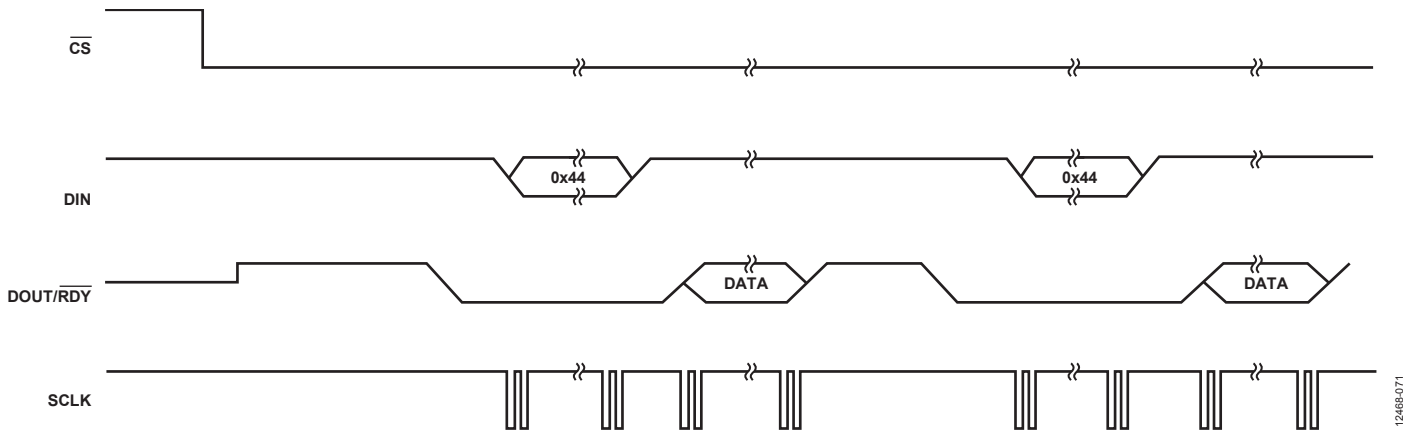 CS
DIN
0x44
0x44
DOUT/RDY
DATA
DATA
SCLK
12468-071